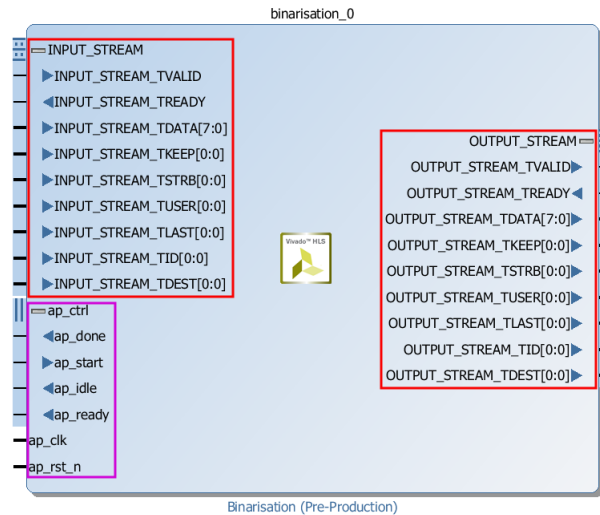 binarisation_0
INPUT_STREAM
INPUT_STREAM_TVALID
INPUT_STREAM_TREADY
INPUT_STREAM_TDATA[7:0]
INPUT_STREAM_TKEEP[0:0]
INPUT_STREAM_TSTRB[0:0]
INPUT_STREAM_TUSER[0:0]
INPUT_STREAM_TLAST[0:0]
INPUT_STREAM_TID[0:0]
INPUT_STREAM_TDEST[0:0]
ap_ctrl
ap_done
ap_start
ap_idle
ap_ready
ap_clk
ap_rst_n
Vivado™ HLS
OUTPUT_STREAM
OUTPUT_STREAM_TVALID
OUTPUT_STREAM_TREADY
OUTPUT_STREAM_TDATA[7:0]
OUTPUT_STREAM_TKEEP[0:0]
OUTPUT_STREAM_TSTRB[0:0]
OUTPUT_STREAM_TUSER[0:0]
OUTPUT_STREAM_TLAST[0:0]
OUTPUT_STREAM_TID[0:0]
OUTPUT_STREAM_TDEST[0:0]
Binarisation (Pre-Production)